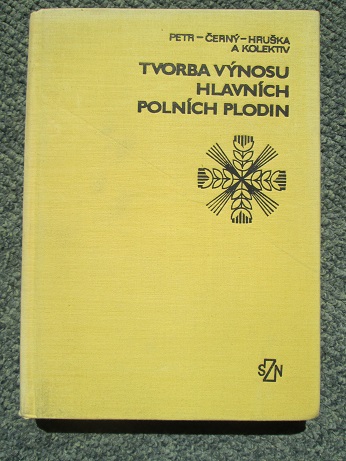 PETR – ČERNÝ – HRUŠKA
A KOLEKTIV
TVORBA VÝNOSU
HLAVNÍCH
POLNÍCH PLODIN
SZN